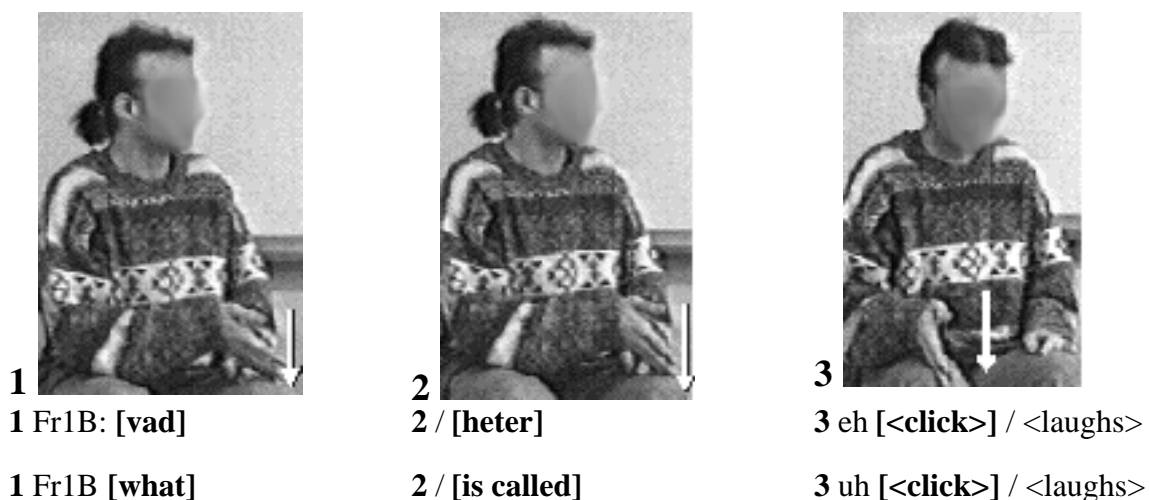 1 2 3
1 Fr1B: [vad] 2 / [heter] 3 eh [<click>] / <laughs>
1 Fr1B [what] 2 / [is called] 3 uh [<click>] / <laughs>